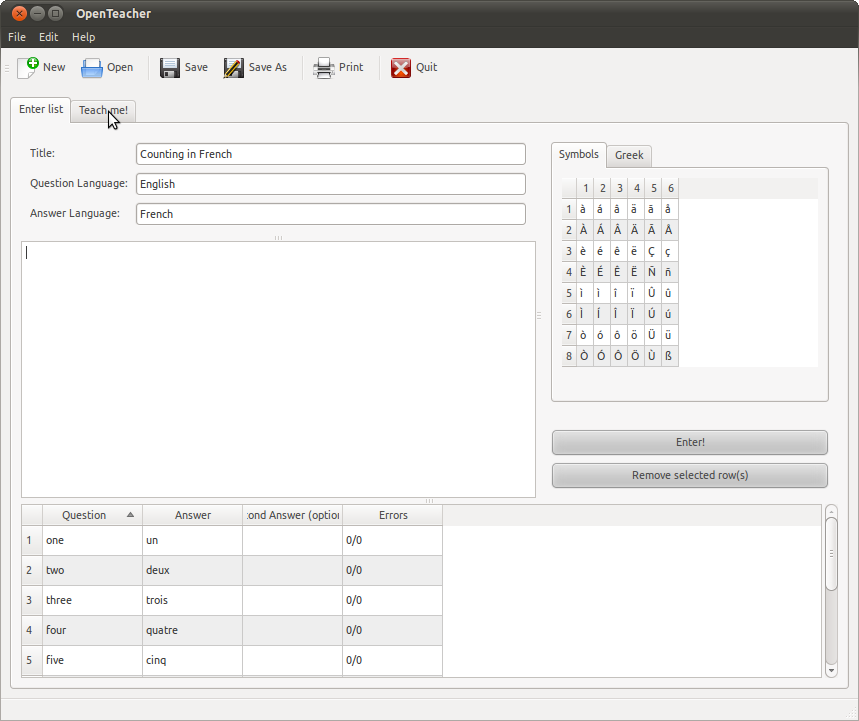 OpenTeacher
File Edit Help
New Open Save Save As Print Quit
Enter list Teach me!
Title: Counting in French
Question Language: English
Answer Language: French
Symbols Greek
1 2 3 4 5 6
1 à á â ä ã å
2 À Á Â Ä Ã Å
3 è é ê ë Ç ç
4 È É Ê Ë Ñ ñ
5 ì ì î ï Û û
6 Ì Í Î Ï Ú ú
7 ò ó ô ö Ü ü
8 Ò Ó Ô Ö Ù ß
Enter!
Remove selected row(s)
Question Answer ond Answer (option Errors
1 one un 0/0
2 two deux 0/0
3 three trois 0/0
4 four quatre 0/0
5 five cinq 0/0